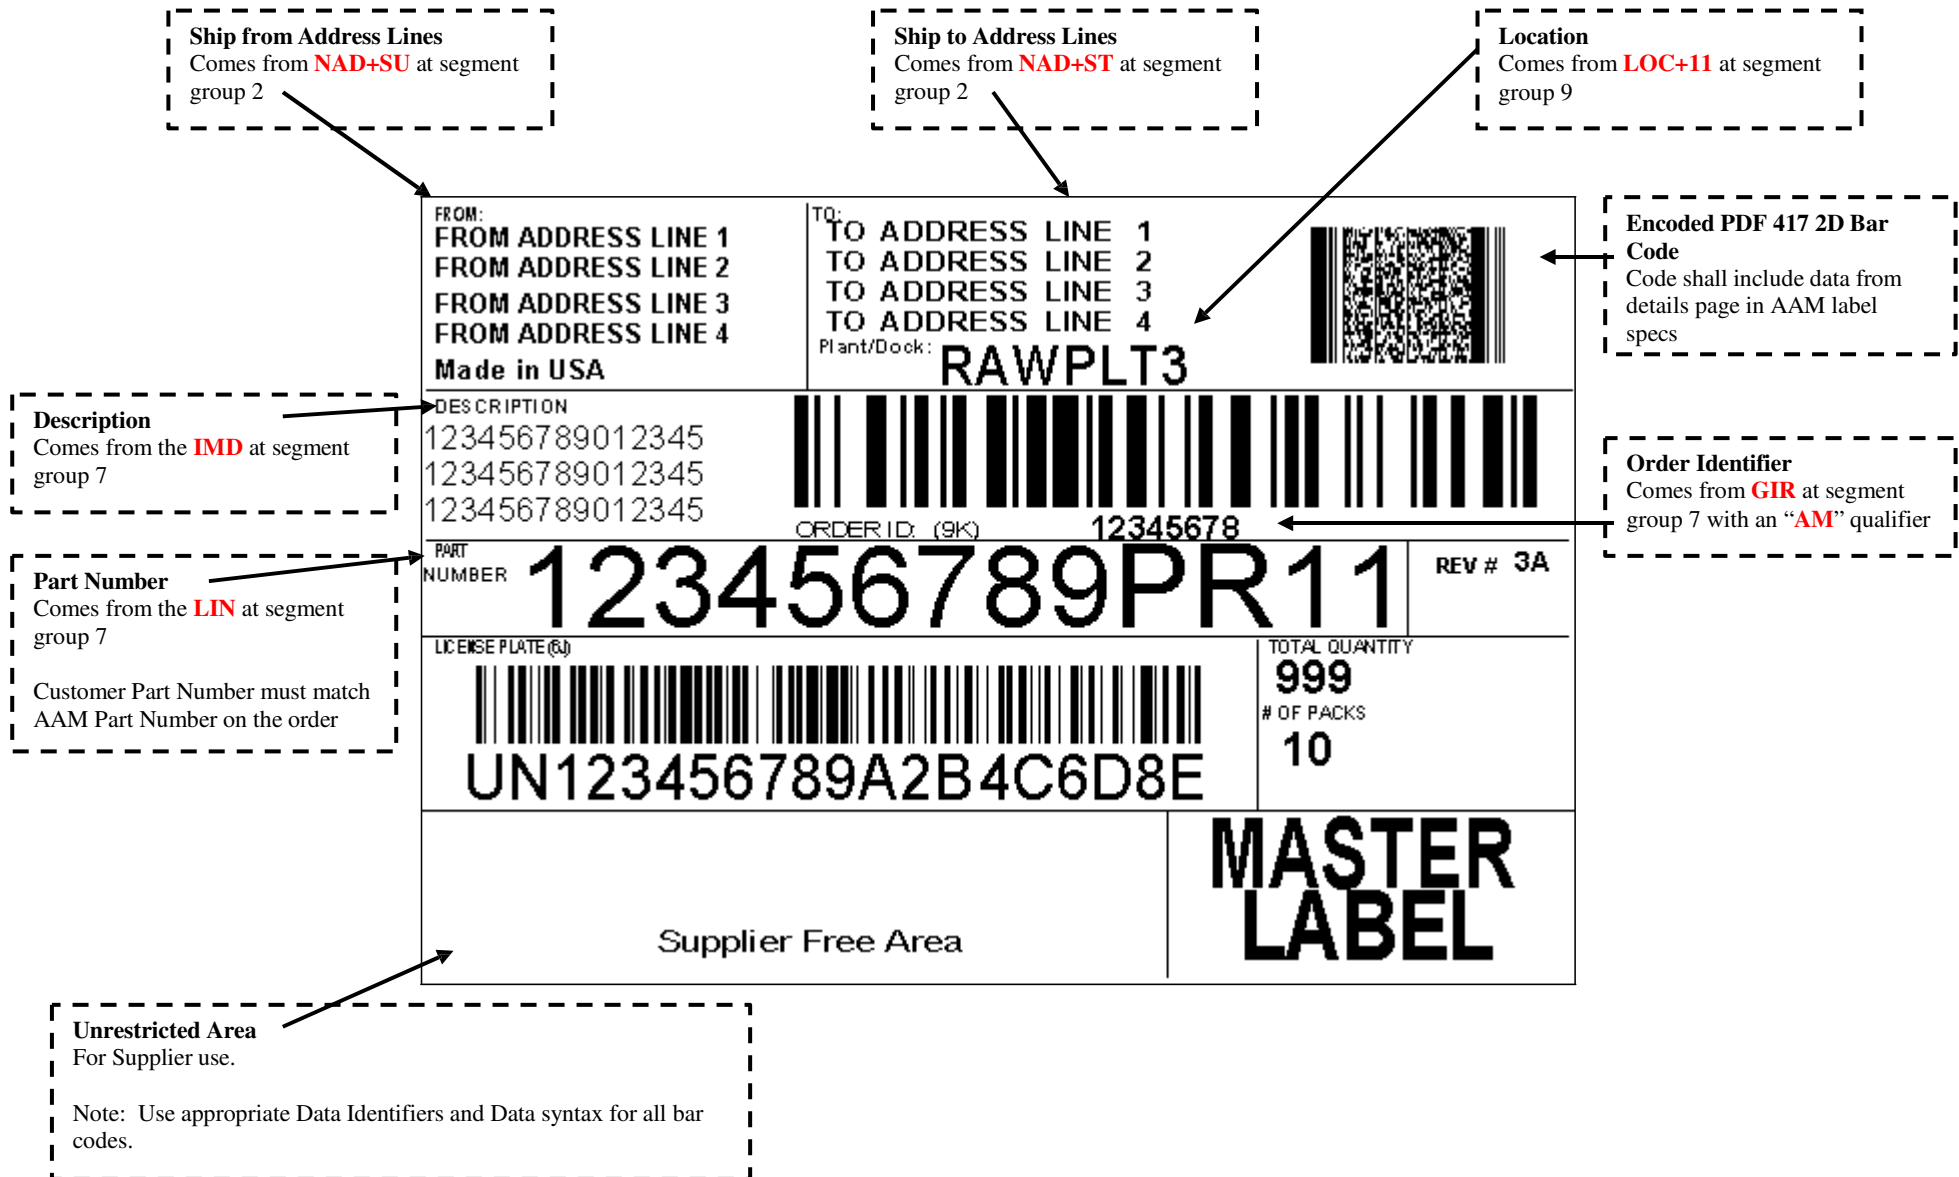 Ship from Address Lines
Comes from NAD+SU at segment
group 2
Ship to Address Lines
Comes from NAD+ST at segment
group 2
Location
Comes from LOC+11 at segment
group 9
FROM:
FROM ADDRESS LINE 1
FROM ADDRESS LINE 2
FROM ADDRESS LINE 3
FROM ADDRESS LINE 4
Made in USA
TO:
TO ADDRESS LINE 1
TO ADDRESS LINE 2
TO ADDRESS LINE 3
TO ADDRESS LINE 4
Plant/Dock:
RAWPLT3
Encoded PDF 417 2D Bar
Code
Code shall include data from
details page in AAM label
specs
Description
Comes from the IMD at segment
group 7
DESCRIPTION
123456789012345
123456789012345
123456789012345
ORDER ID: (9K) 12345678
Order Identifier
Comes from GIR at segment
group 7 with an “AM” qualifier
Part Number
Comes from the LIN at segment
group 7
Customer Part Number must match
AAM Part Number on the order
PART
NUMBER
123456789PR11
REV # 3A
LICENSE PLATE (6J)
UN123456789A2B4C6D8E
TOTAL QUANTITY
999
# OF PACKS
10
Supplier Free Area
MASTER
LABEL
Unrestricted Area
For Supplier use.
Note: Use appropriate Data Identifiers and Data syntax for all bar
codes.